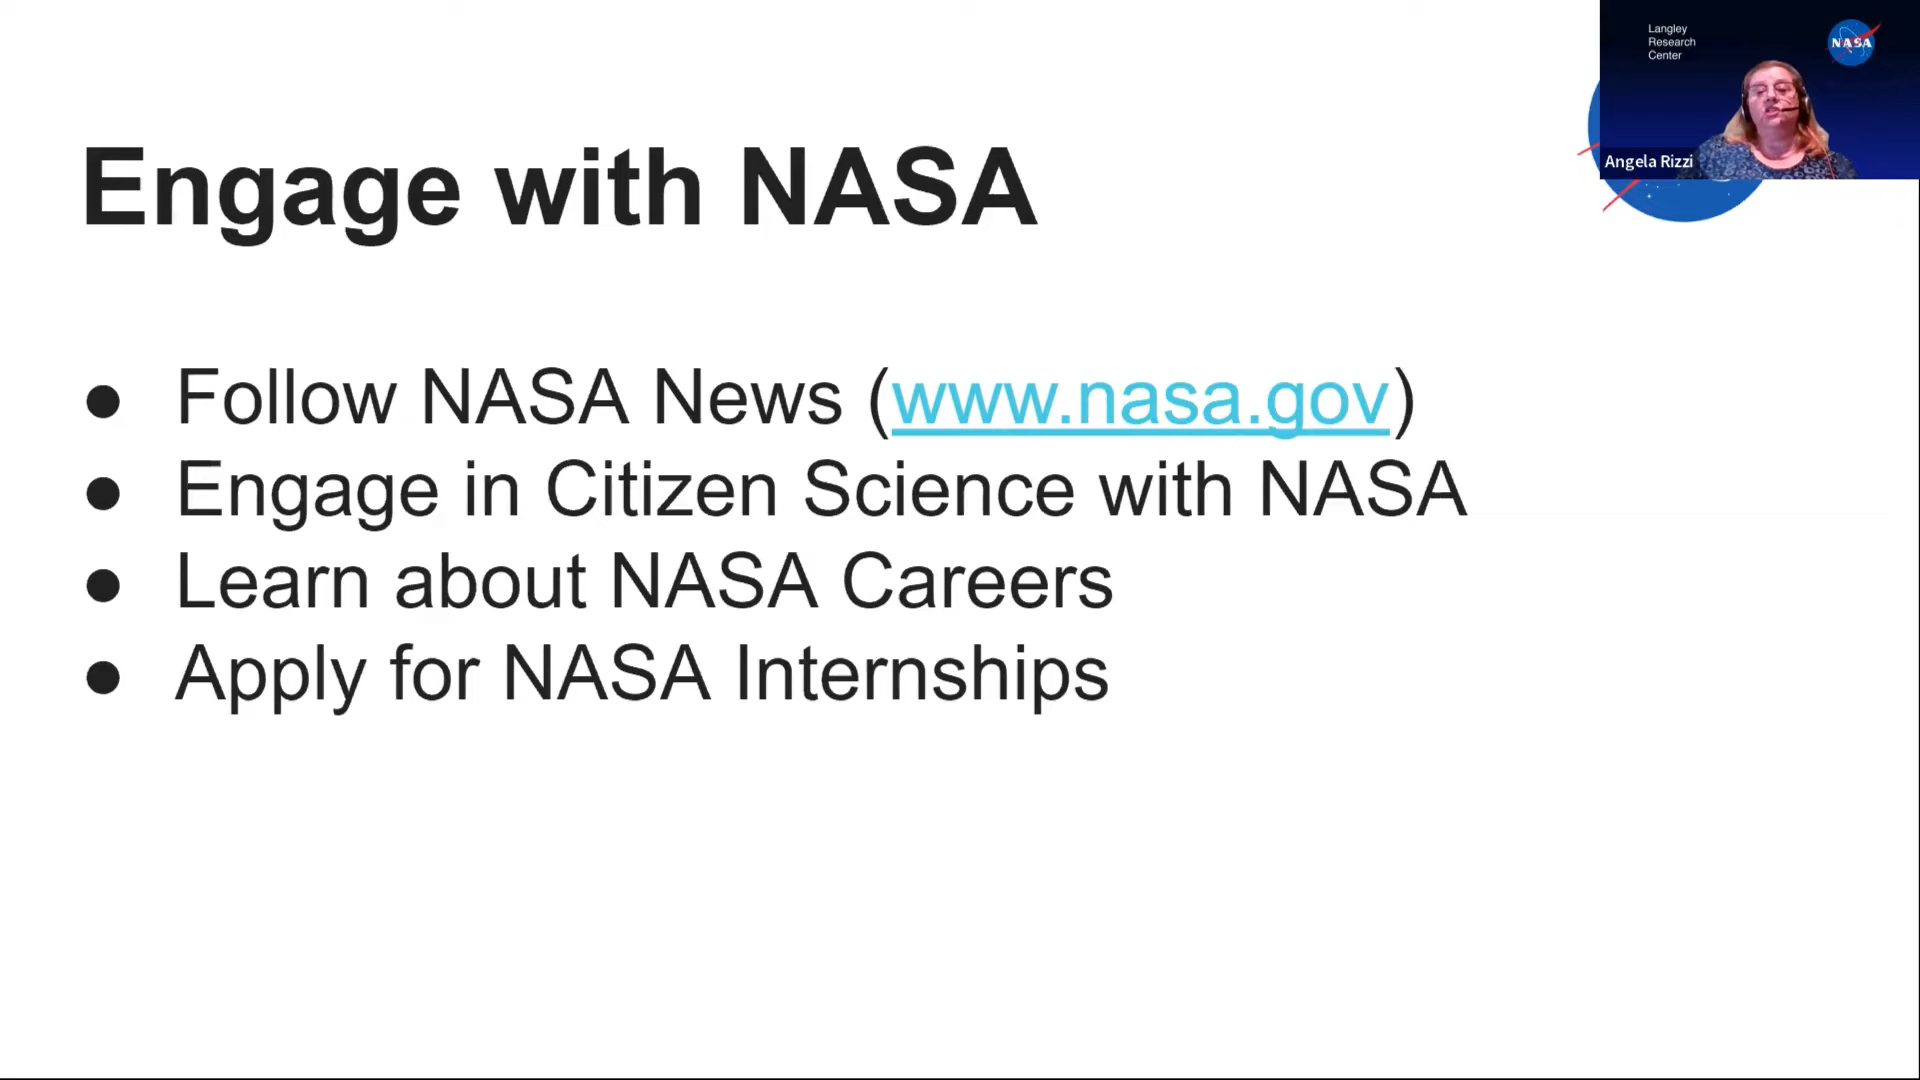 Engage with NASA
● Follow NASA News (www.nasa.gov)
● Engage in Citizen Science with NASA
● Learn about NASA Careers
● Apply for NASA Internships
Langley
Research
Center
NASA
Angela Rizzi